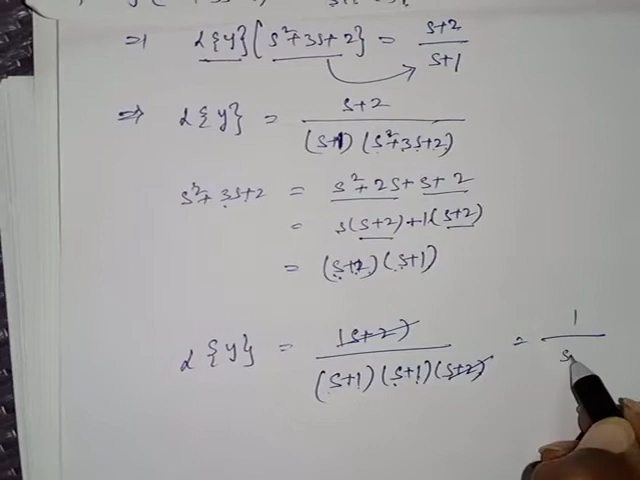 ⇒ L{y}{s²+3s+2} = s+2/s+1
⇒ L{y} = s+2/(s+1)(s²+3s+2)
s²+3s+2 = s²+2s+s+2
= s(s+2)+1(s+2)
= (s+2)(s+1)
L{y} = (s+2)/(s+1)(s+1)(s+2) = 1/s